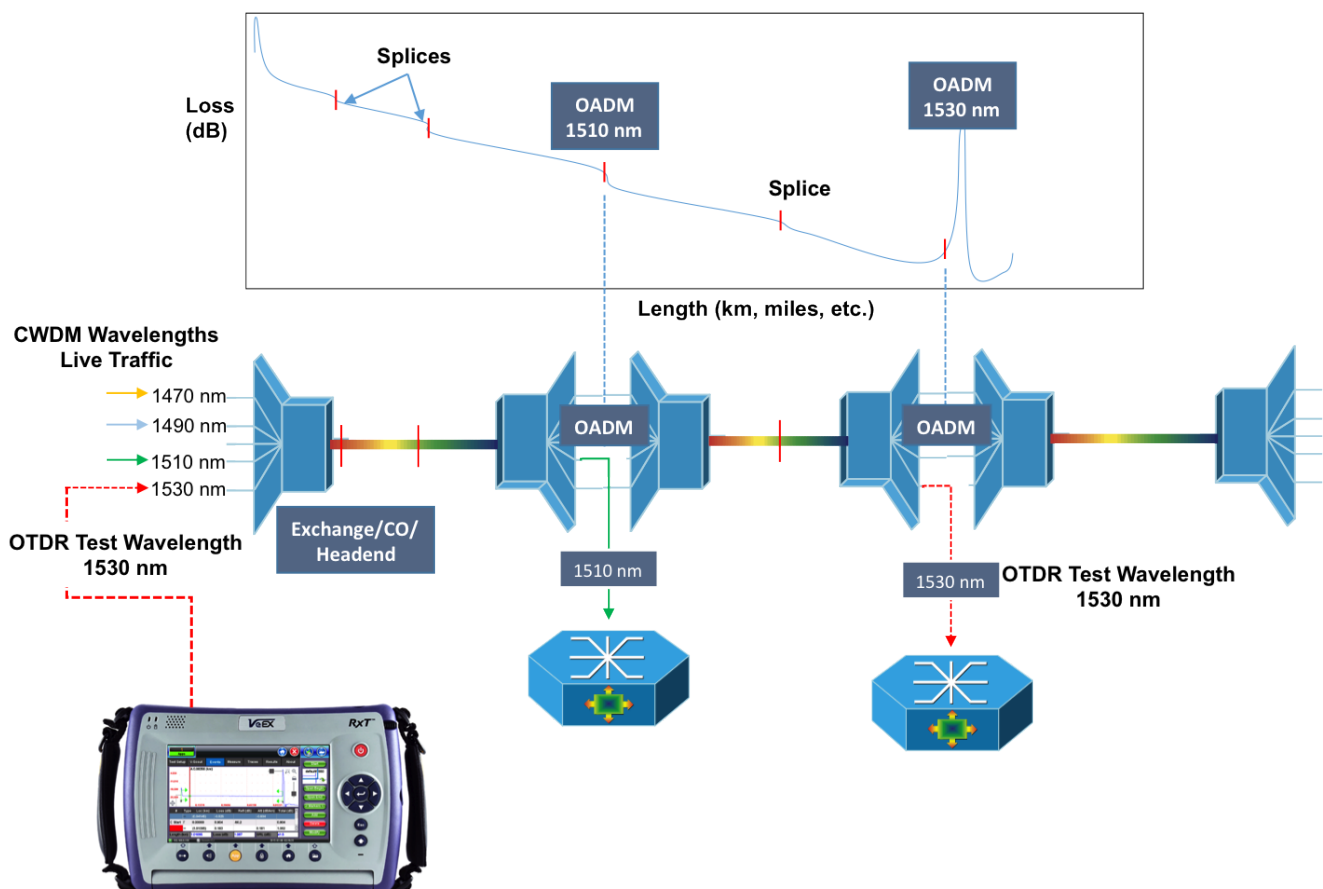 Splices
Loss
(dB)
OADM
1510 nm
OADM
1530 nm
Splice
Length (km, miles, etc.)
CWDM Wavelengths
Live Traffic
1470 nm
1490 nm
1510 nm
1530 nm
OADM
OADM
OTDR Test Wavelength
1530 nm
Exchange/CO/
Headend
1510 nm
1530 nm
OTDR Test Wavelength
1530 nm
VeEX
RxT